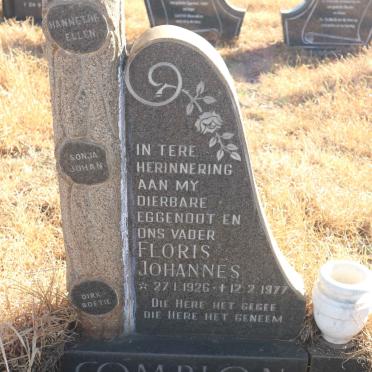 HANNETJIE
ELLEN
SONJA
JOHAN
DIRK
BOETIE
IN TERE
HERINNERING
AAN MY
DIERBARE
EGGENOOT EN
ONS VADER
FLORIS
JOHANNES
☆ 27.1.1926 - ✝ 12.2.1977
DIE HERE HET GEGEE
DIE HERE HET GENEEM
COMPION